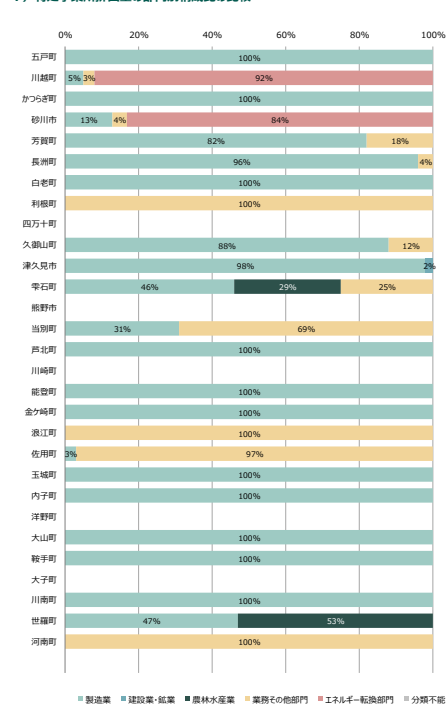 0% 20% 40% 60% 80% 100%
五戸町 100%
川越町 5% 3% 92%
かつらぎ町 100%
砂川市 13% 4% 84%
芳賀町 82% 18%
長洲町 96% 4%
白老町 100%
利根町 100%
四万十町
久御山町 88% 12%
津久見市 98% 2%
雫石町 46% 29% 25%
熊野市
当別町 31% 69%
芦北町 100%
川崎町
能登町 100%
金ケ崎町 100%
浪江町 100%
佐用町 3% 97%
玉城町 100%
内子町 100%
洋野町
大山町 100%
鞍手町 100%
大子町
川南町 100%
世羅町 47% 53%
河南町 100%
製造業 建設業・鉱業 農林水産業 業務その他部門 エネルギー転換部門 分類不能